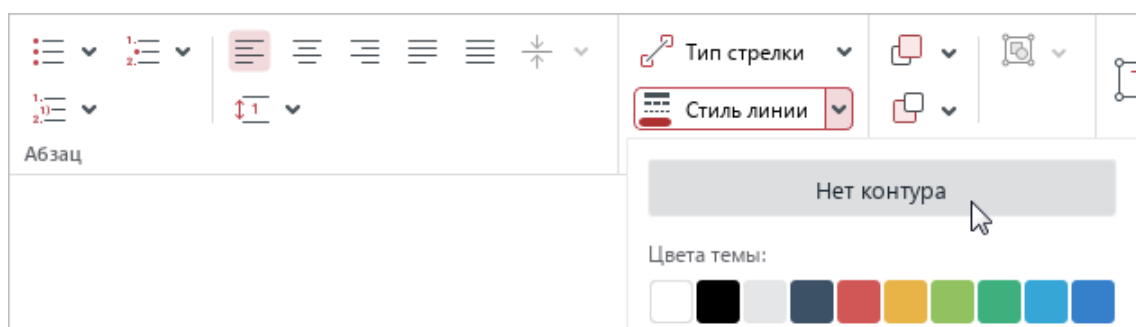 Тип стрелки
Стиль линии
Абзац
Нет контура
Цвета темы: